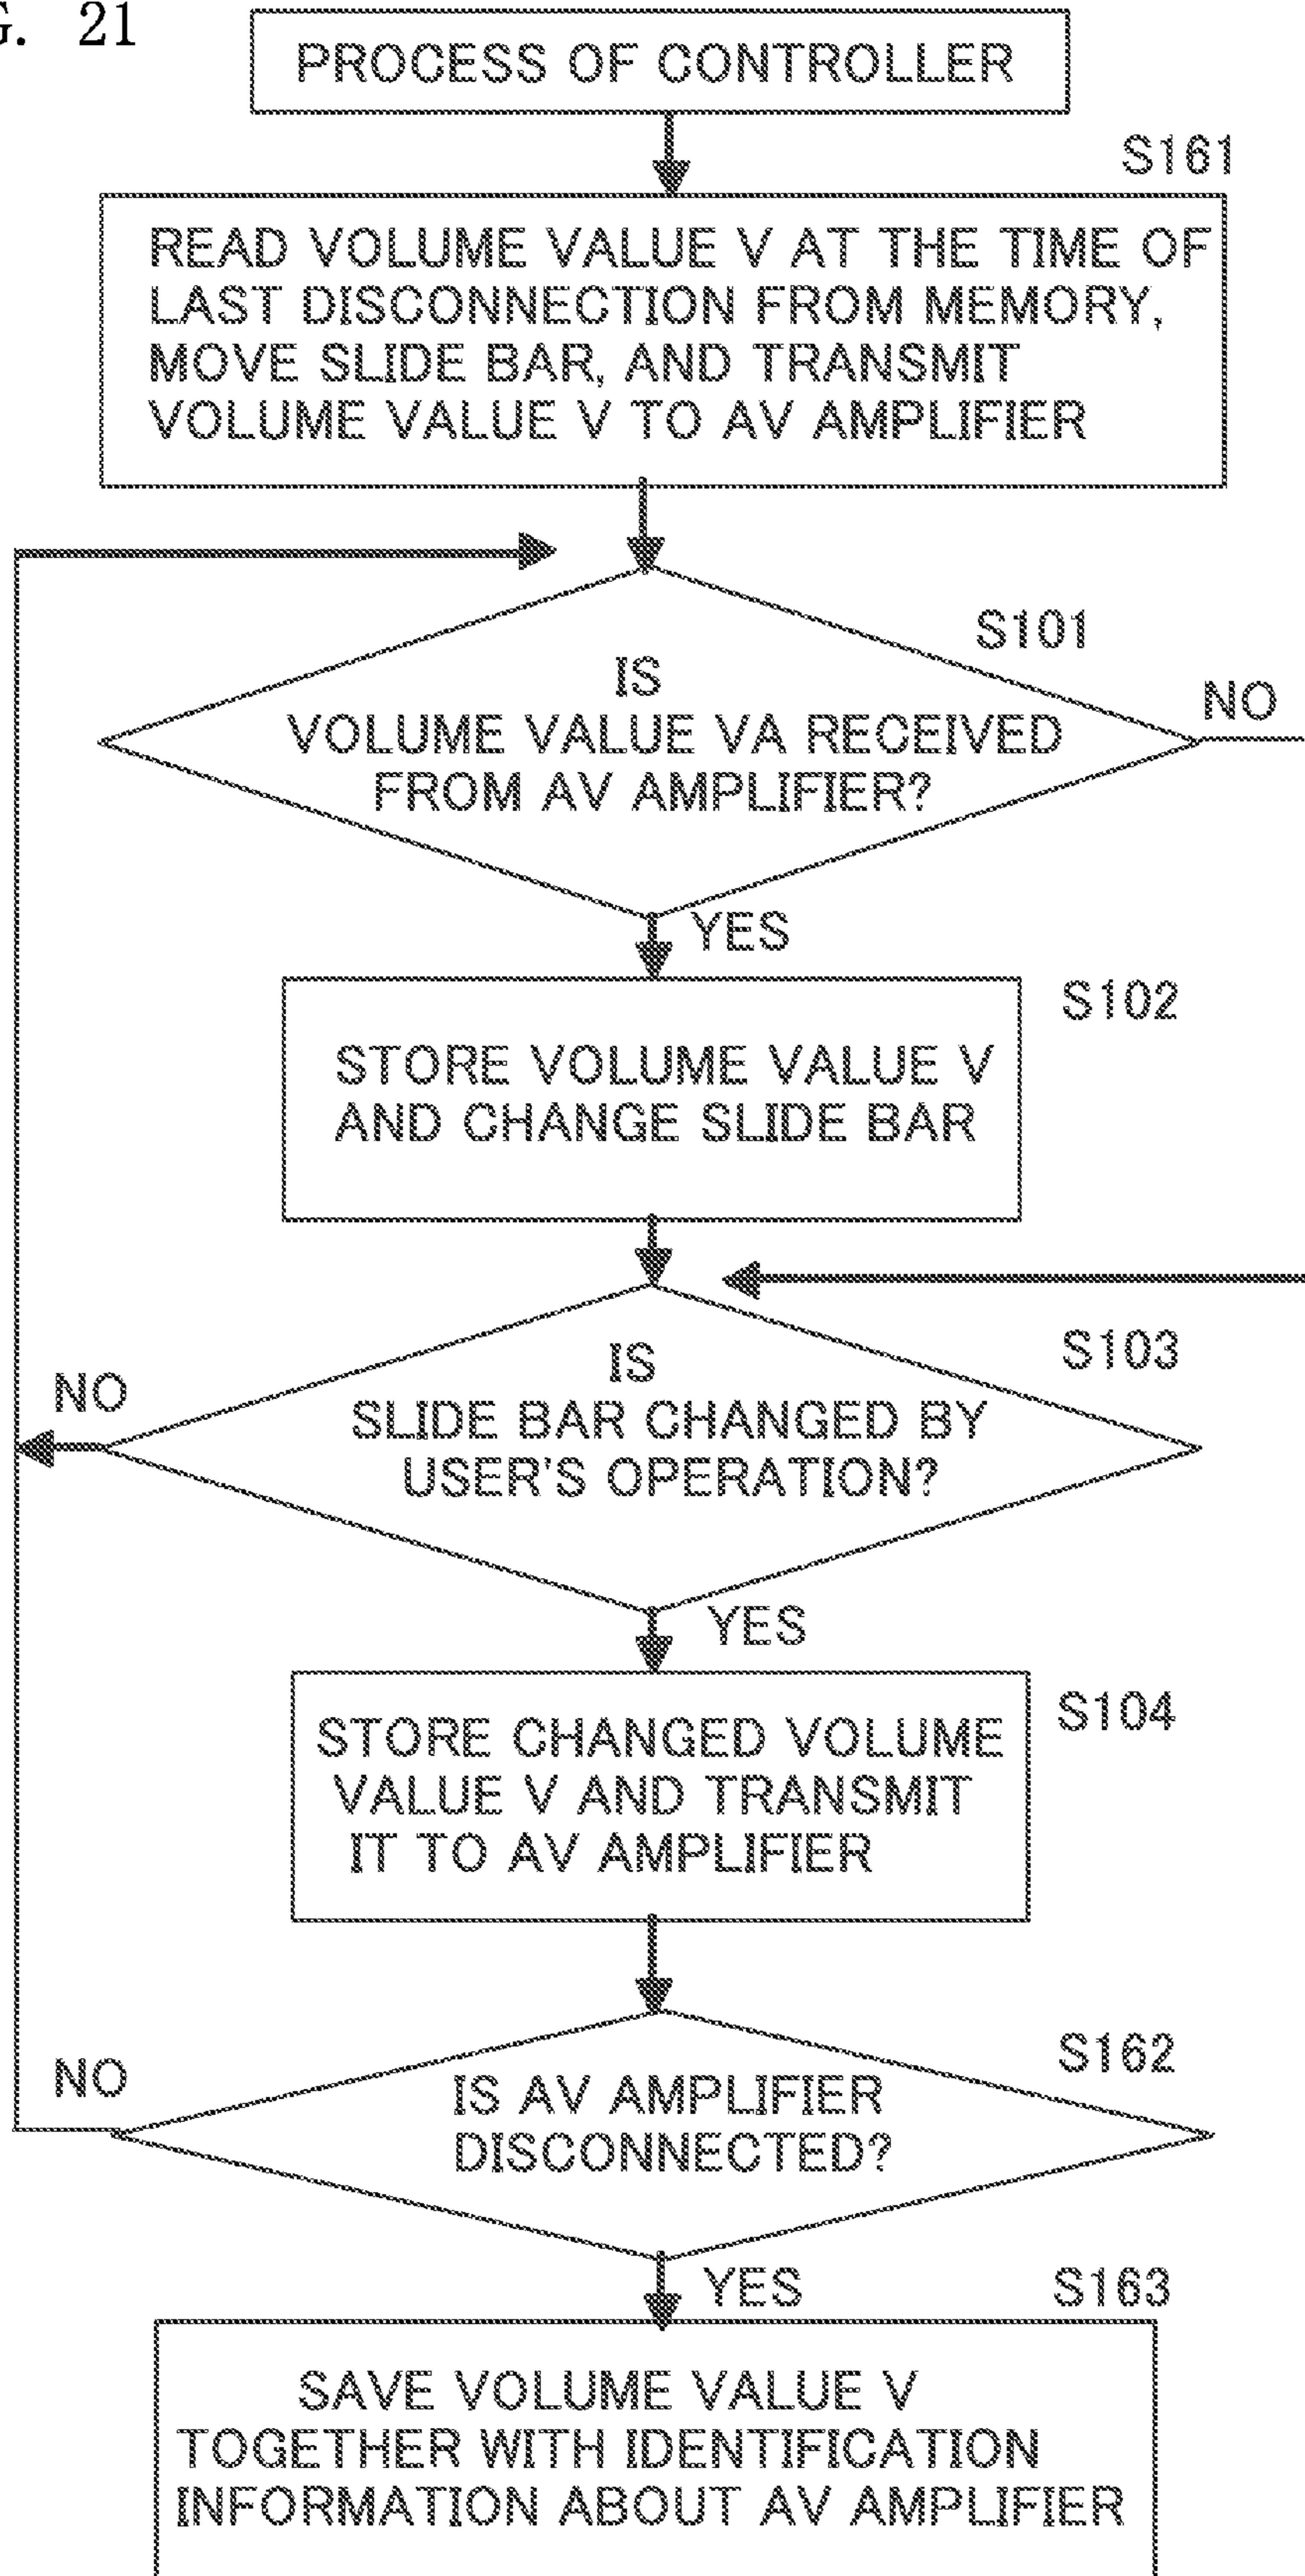 G. 21
PROCESS OF CONTROLLER
S161
READ VOLUME VALUE V AT THE TIME OF
LAST DISCONNECTION FROM MEMORY,
MOVE SLIDE BAR, AND TRANSMIT
VOLUME VALUE V TO AV AMPLIFIER
S101
IS
VOLUME VALUE VA RECEIVED
FROM AV AMPLIFIER?
NO
YES
S102
STORE VOLUME VALUE V
AND CHANGE SLIDE BAR
S103
IS
SLIDE BAR CHANGED BY
USER'S OPERATION?
NO
YES
S104
STORE CHANGED VOLUME
VALUE V AND TRANSMIT
IT TO AV AMPLIFIER
S162
NO
IS AV AMPLIFIER
DISCONNECTED?
YES
S163
SAVE VOLUME VALUE V
TOGETHER WITH IDENTIFICATION
INFORMATION ABOUT AV AMPLIFIER